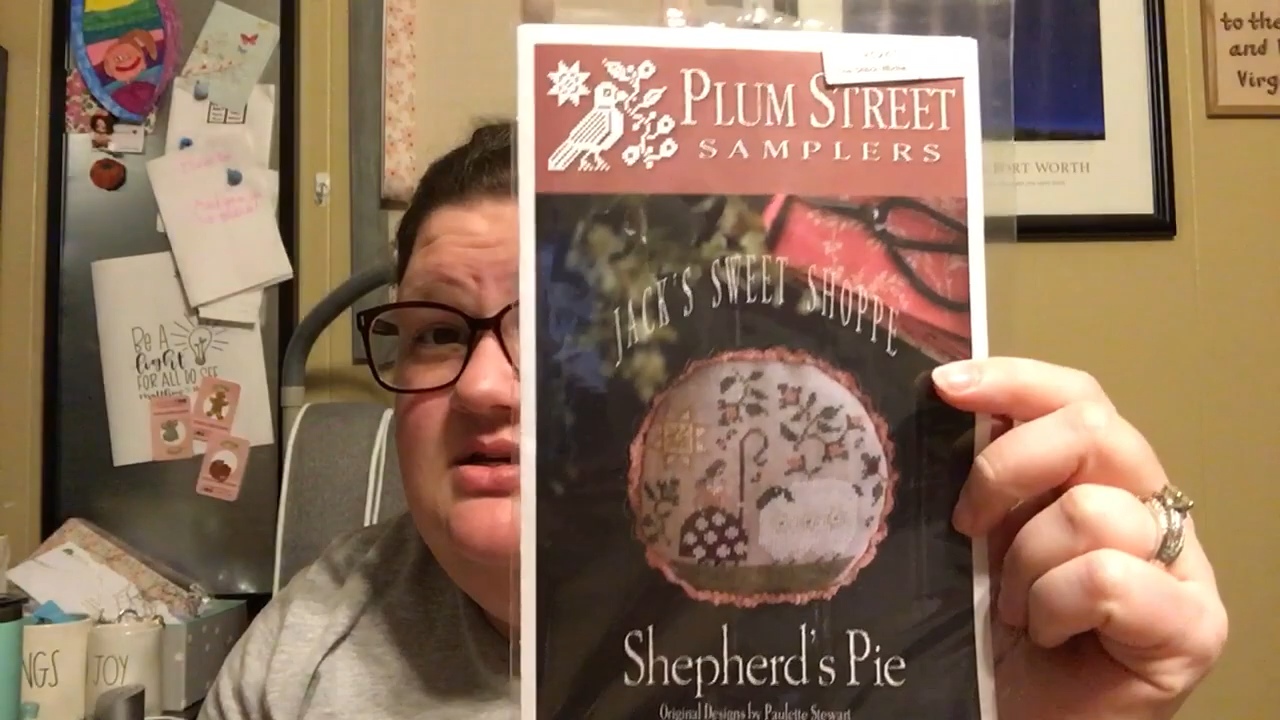 PLUM STREET
SAMPLERS
JACK'S SWEET SHOPPE
Shepherd's Pie
Original Designs by Paulette Stewart
Be A
light
FOR ALL TO SEE
NGS
JOY
FORT WORTH
to the
and
Virg